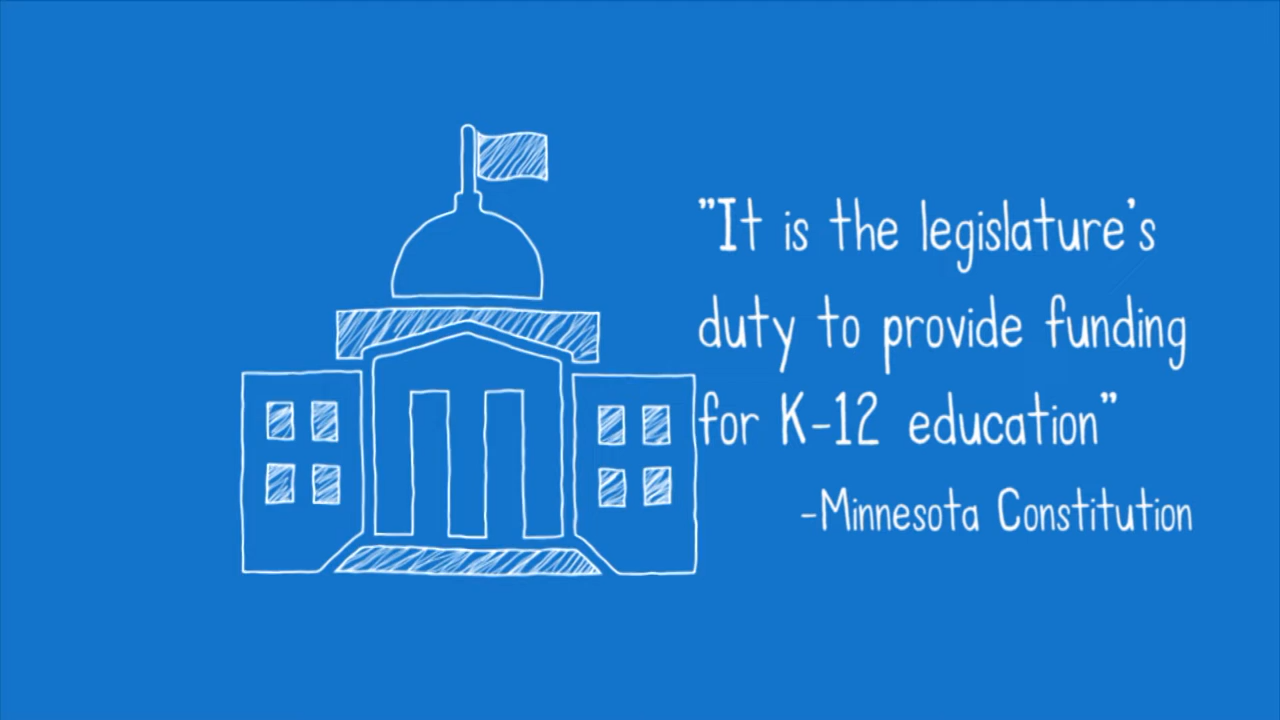 "It is the legislature's
duty to provide funding
for K-12 education"
-Minnesota Constitution